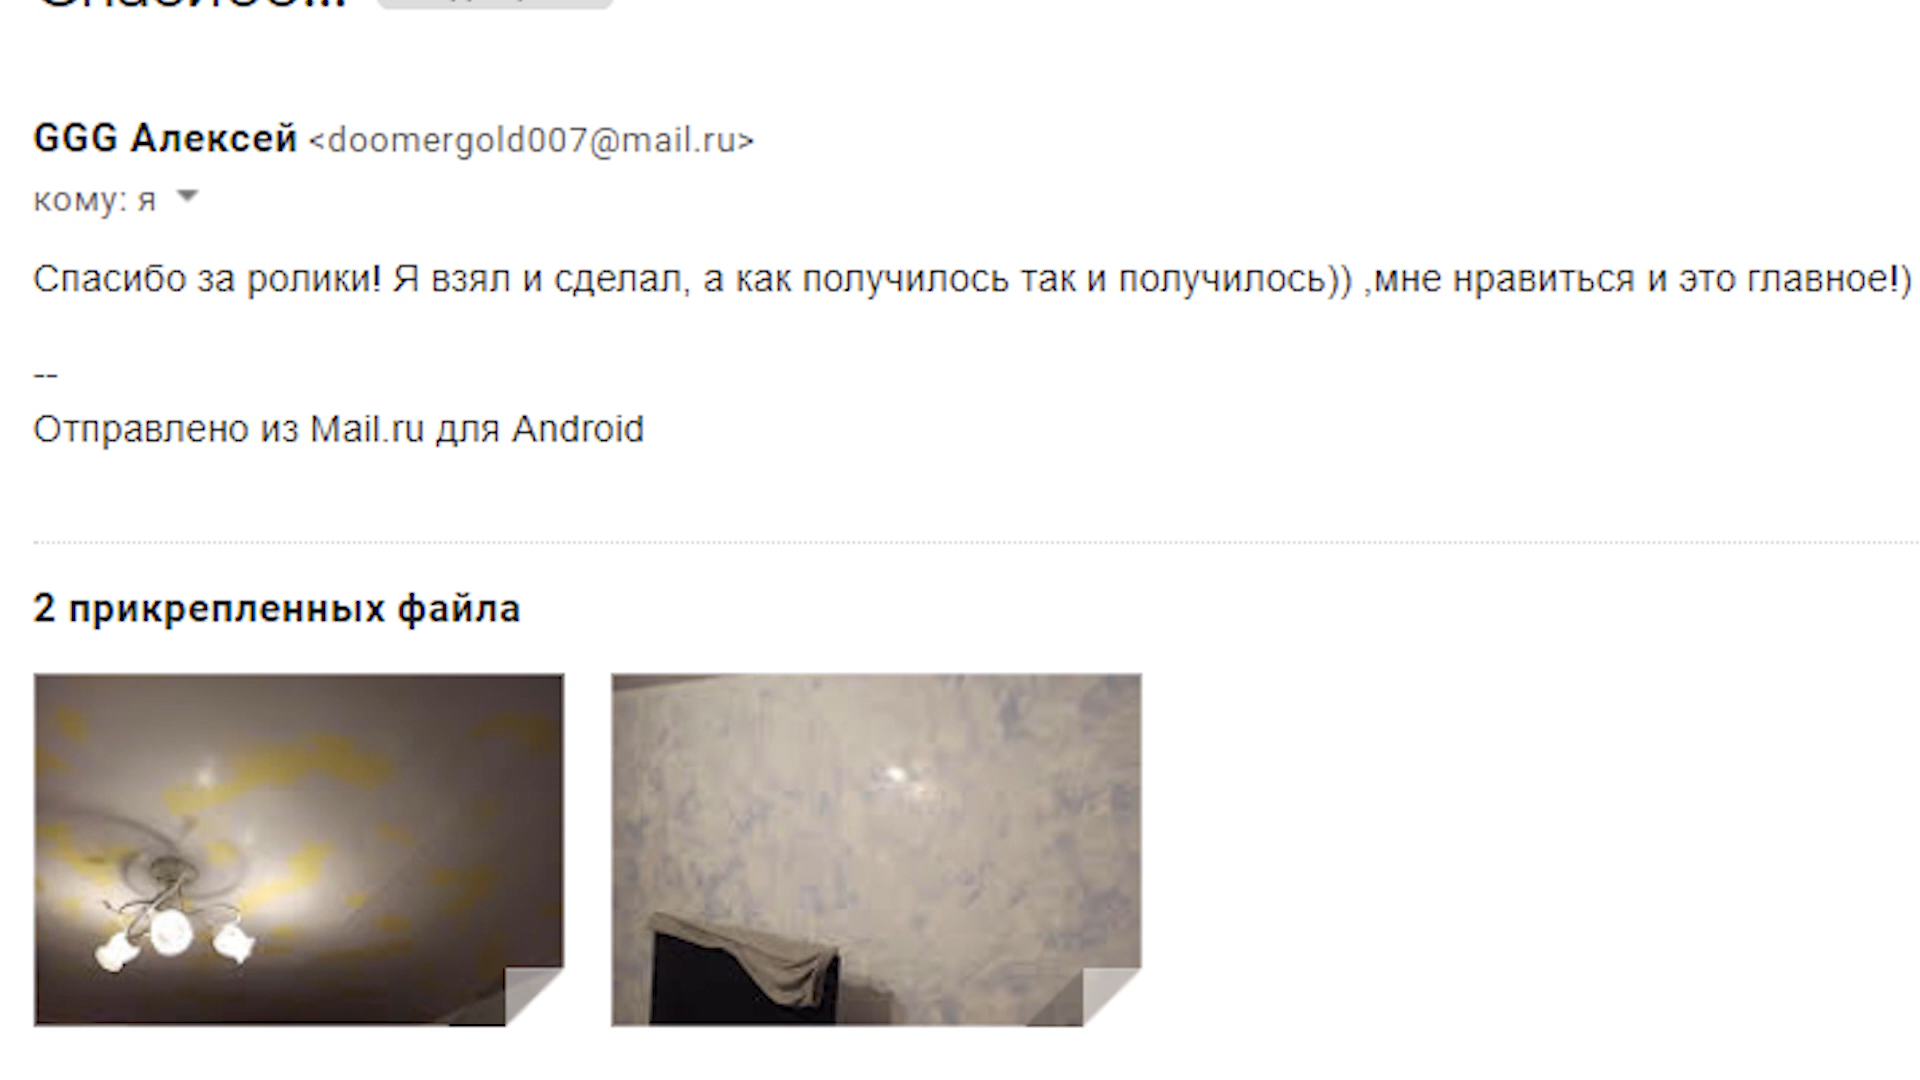 GGG Алексей <doomergold007@mail.ru>
кому: я
Спасибо за ролики! Я взял и сделал, а как получилось так и получилось)) ,мне нравиться и это главное!)
--
Отправлено из Mail.ru для Android
2 прикрепленных файла